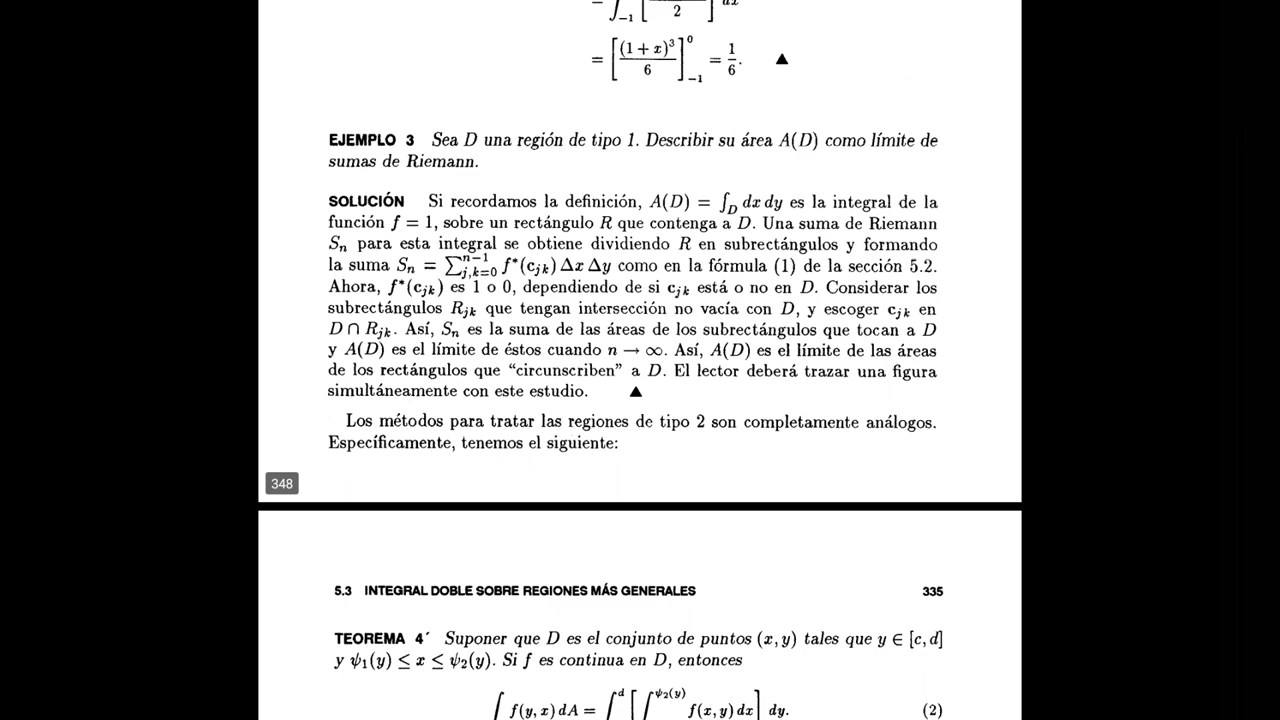 = ∫_{-1} [ / 2 ] dx
= [ (1 + x)³ / 6 ]⁰₋₁ = 1/6. ▲
EJEMPLO 3 Sea D una región de tipo 1. Describir su área A(D) como límite de
sumas de Riemann.
SOLUCIÓN Si recordamos la definición, A(D) = ∫_D dx dy es la integral de la
función f = 1, sobre un rectángulo R que contenga a D. Una suma de Riemann
S_n para esta integral se obtiene dividiendo R en subrectángulos y formando
la suma S_n = ∑_{j,k=0}^{n-1} f*(c_{jk}) Δx Δy como en la fórmula (1) de la sección 5.2.
Ahora, f*(c_{jk}) es 1 o 0, dependiendo de si c_{jk} está o no en D. Considerar los
subrectángulos R_{jk} que tengan intersección no vacía con D, y escoger c_{jk} en
D ∩ R_{jk}. Así, S_n es la suma de las áreas de los subrectángulos que tocan a D
y A(D) es el límite de éstos cuando n → ∞. Así, A(D) es el límite de las áreas
de los rectángulos que “circunscriben” a D. El lector deberá trazar una figura
simultáneamente con este estudio. ▲
Los métodos para tratar las regiones de tipo 2 son completamente análogos.
Específicamente, tenemos el siguiente:
348
5.3 INTEGRAL DOBLE SOBRE REGIONES MÁS GENERALES 335
TEOREMA 4´ Suponer que D es el conjunto de puntos (x, y) tales que y ∈ [c, d]
y ψ₁(y) ≤ x ≤ ψ₂(y). Si f es continua en D, entonces
∫ f(y, x) dA = ∫^d [ ∫^{ψ₂(y)} f(x, y) dx ] dy. (2)